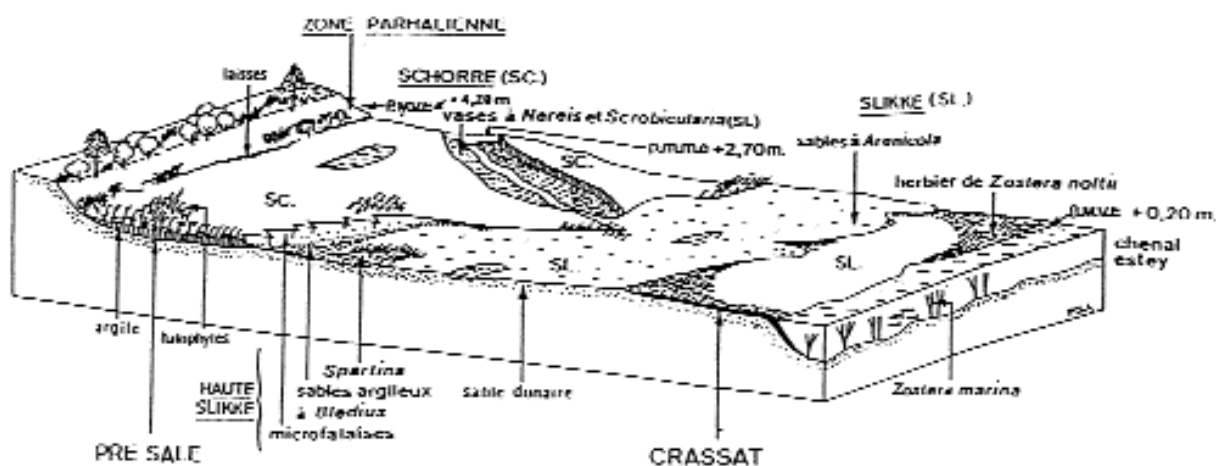 ZONE PARHALIENNE
laisses
SCHORRE (SC.)
+4,20 m
vases à Nereis et Scrobicularia (SL)
SLIKKE (SL.)
SC.
+2,70 m.
sables à Arenicola
herbier de Zostera noltii
+0,20 m.
chenal
estey
SC.
SL.
SL.
argile
halophytes
HAUTE
SLIKKE
Spartina
sables argileux
à Bledius
microfalaises
sable dunaire
Zostera marina
PRE SALE
CRASSAT